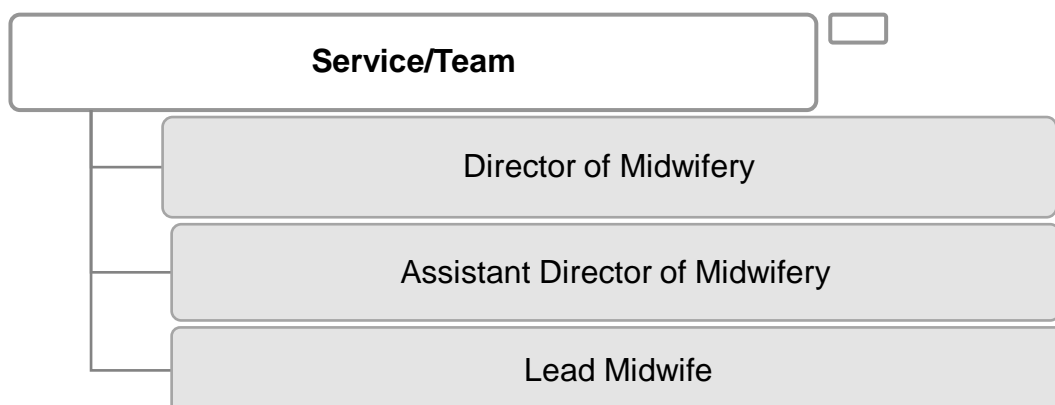 Service/Team
Director of Midwifery
Assistant Director of Midwifery
Lead Midwife